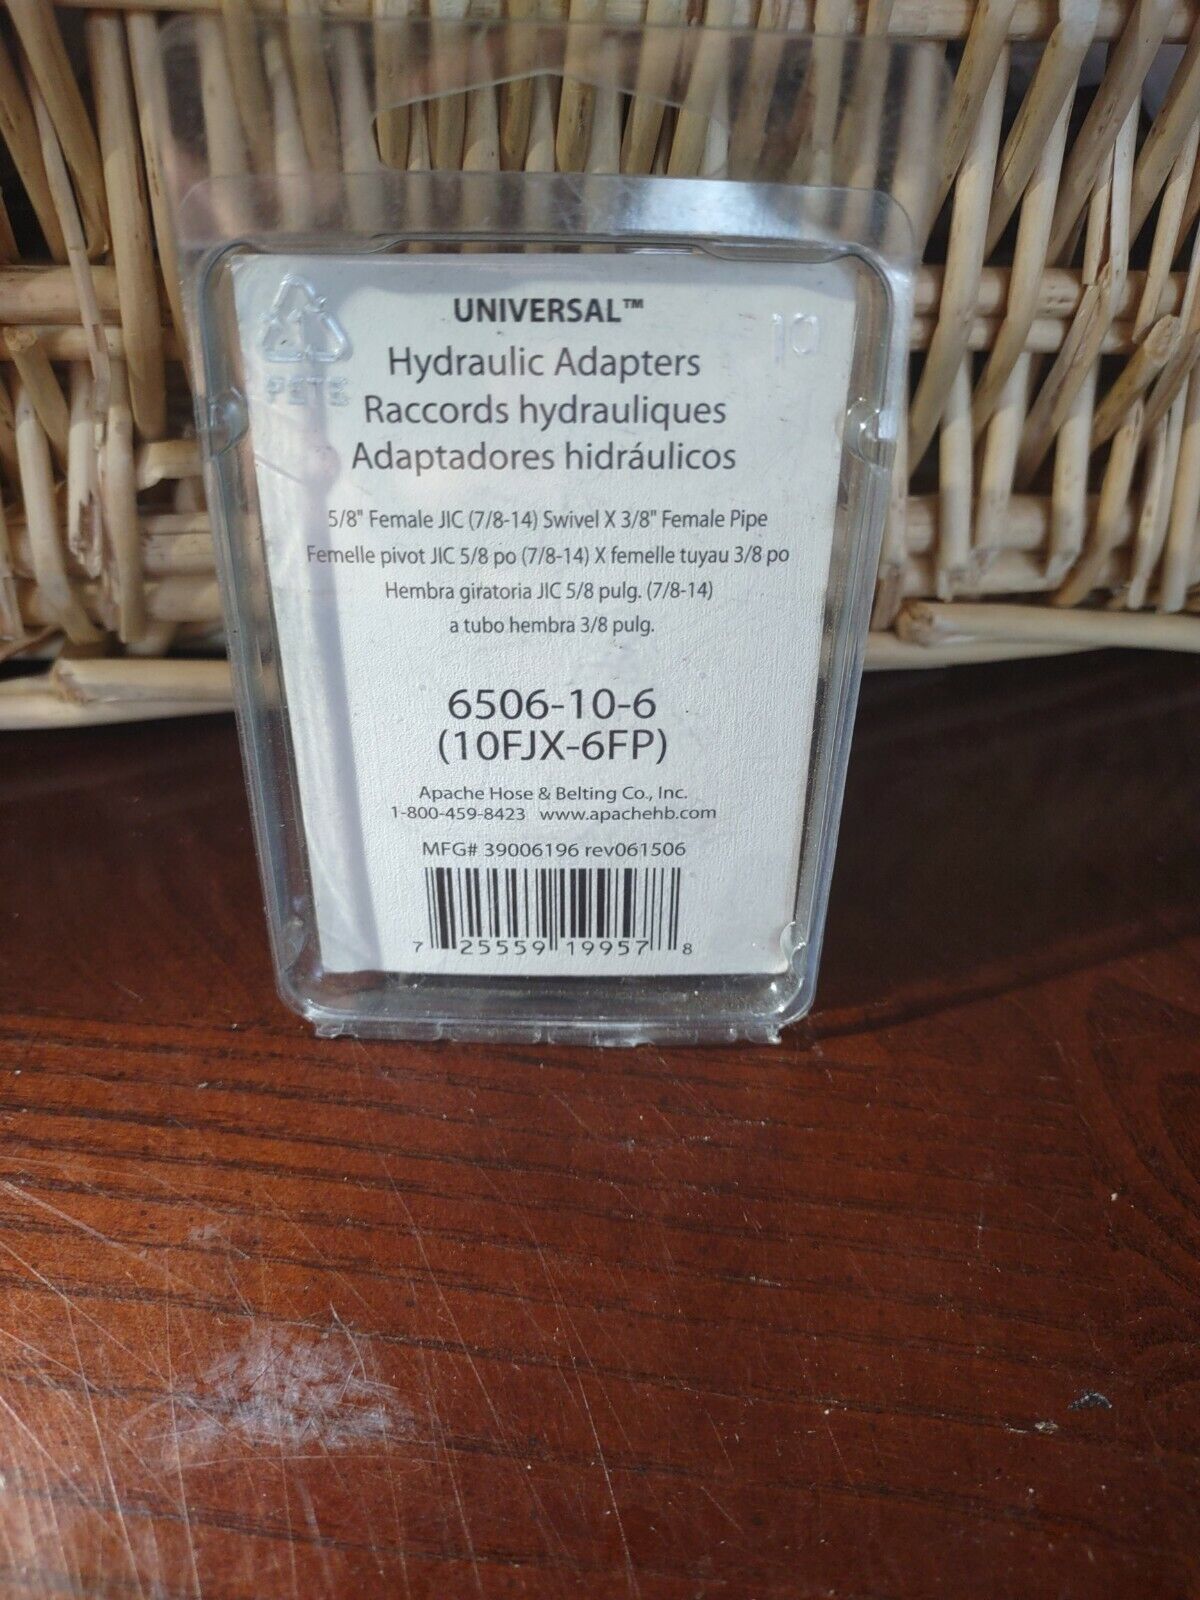 UNIVERSAL™
Hydraulic Adapters
Raccords hydrauliques
Adaptadores hidráulicos
5/8" Female JIC (7/8-14) Swivel X 3/8" Female Pipe
Femelle pivot JIC 5/8 po (7/8-14) X femelle tuyau 3/8 po
Hembra giratoria JIC 5/8 pulg. (7/8-14)
a tubo hembra 3/8 pulg.
6506-10-6
(10FJX-6FP)
Apache Hose & Belting Co., Inc.
1-800-459-8423 www.apachehb.com
MFG# 39006196 rev061506
7 25559 19957 8
10